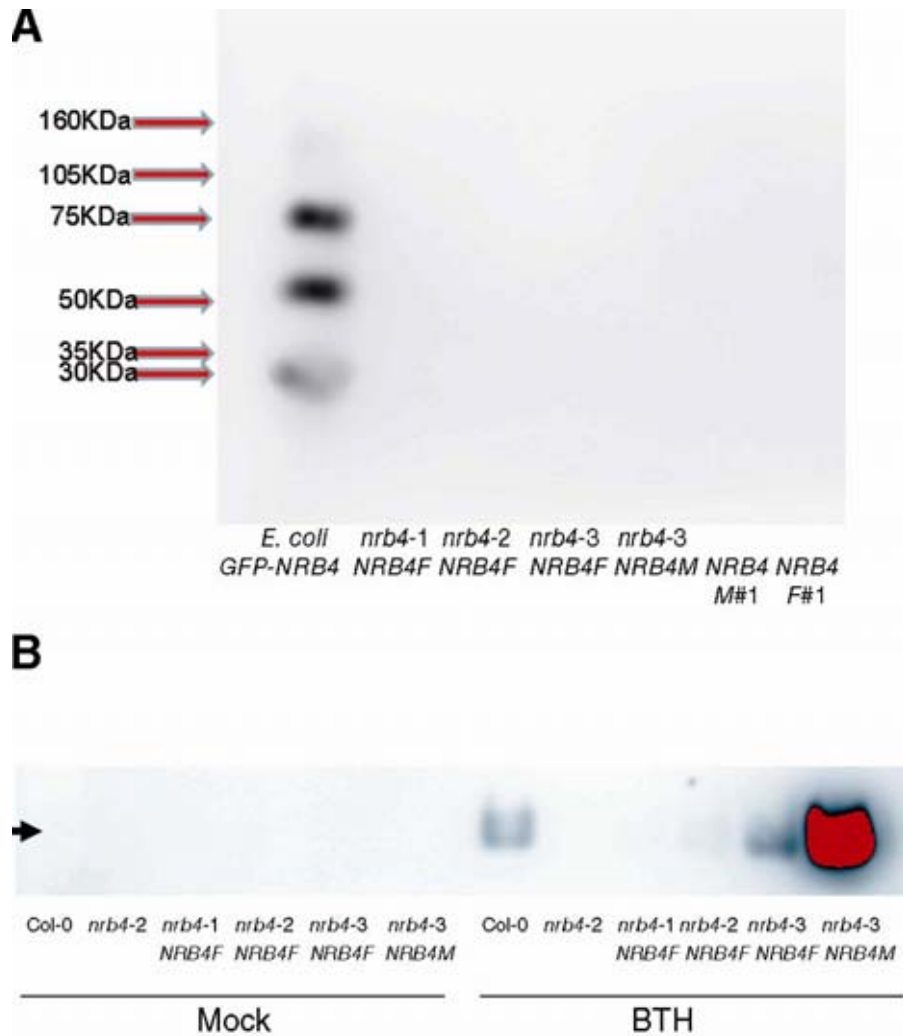 A
160KDa
105KDa
75KDa
50KDa
35KDa
30KDa
E. coli nrb4-1 nrb4-2 nrb4-3 nrb4-3
GFP-NRB4 NRB4F NRB4F NRB4F NRB4M NRB4 NRB4
M#1 F#1
B
Col-0 nrb4-2 nrb4-1 nrb4-2 nrb4-3 nrb4-3 Col-0 nrb4-2 nrb4-1 nrb4-2 nrb4-3 nrb4-3
NRB4F NRB4F NRB4F NRB4M NRB4F NRB4F NRB4F NRB4M
Mock BTH